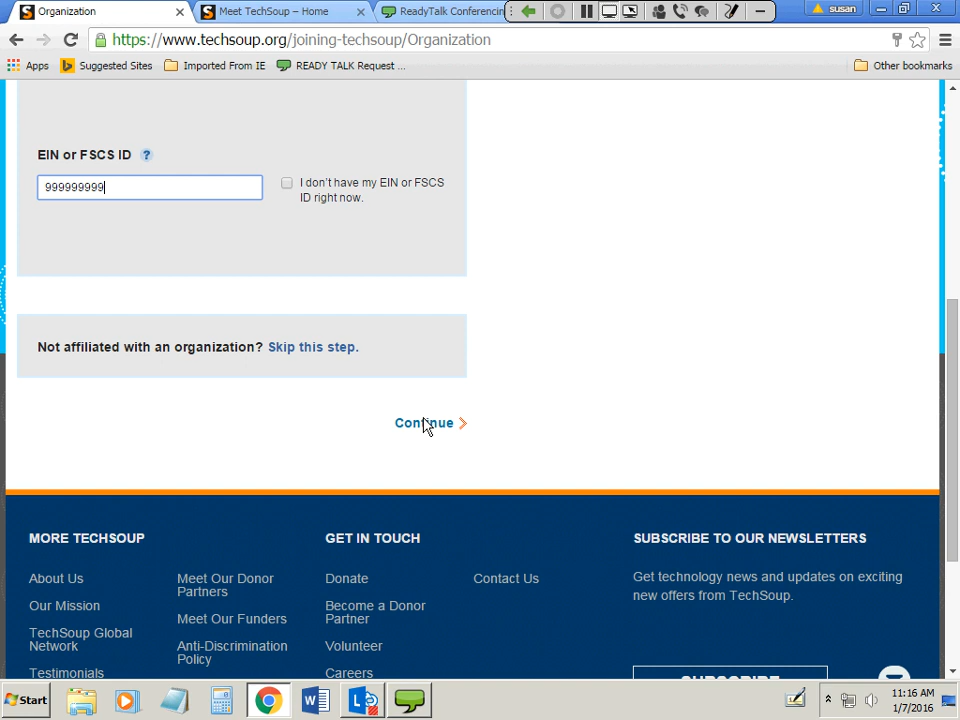 Organization
Meet TechSoup – Home
ReadyTalk Conferencin
susan
https://www.techsoup.org/joining-techsoup/Organization
Apps
Suggested Sites
Imported From IE
READY TALK Request ...
Other bookmarks
EIN or FSCS ID ?
999999999
I don't have my EIN or FSCS
ID right now.
Not affiliated with an organization? Skip this step.
Continue
MORE TECHSOUP
GET IN TOUCH
SUBSCRIBE TO OUR NEWSLETTERS
About Us
Our Mission
TechSoup Global
Network
Testimonials
Meet Our Donor
Partners
Meet Our Funders
Anti-Discrimination
Policy
Donate
Become a Donor
Partner
Volunteer
Careers
Contact Us
Get technology news and updates on exciting
new offers from TechSoup.
SUBSCRIBE
Start
11:16 AM
1/7/2016